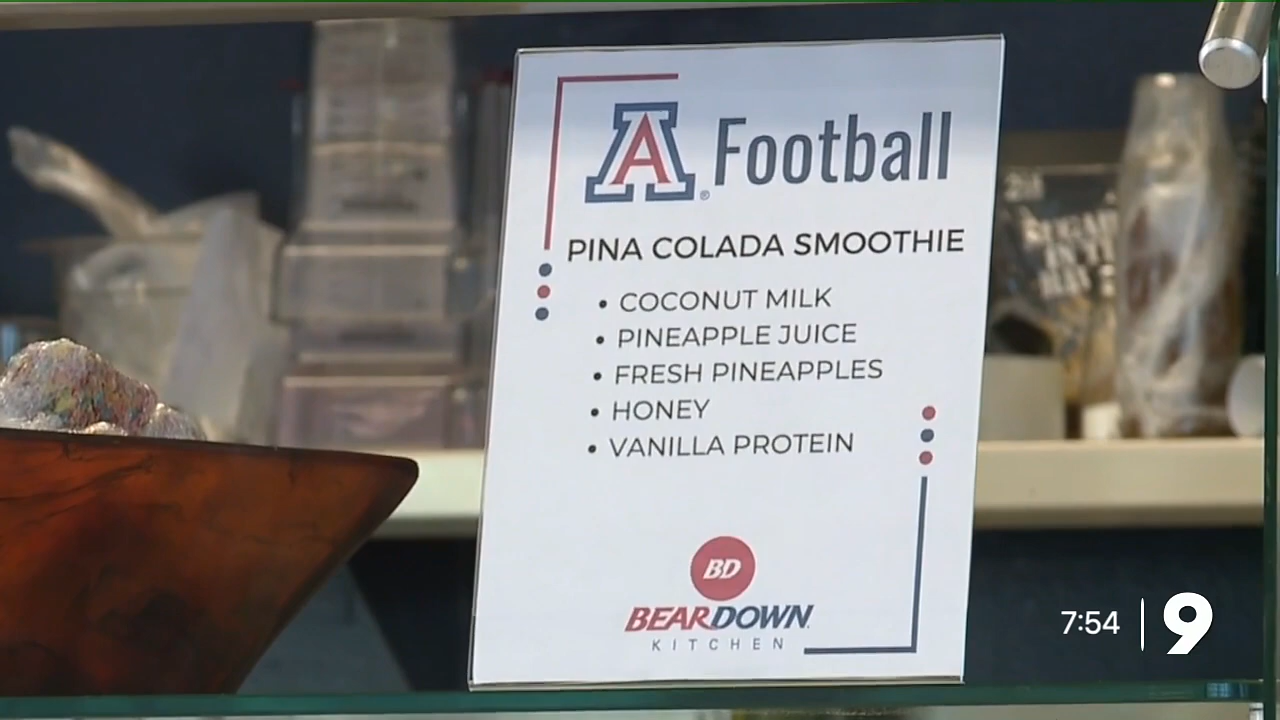 A Football
PINA COLADA SMOOTHIE
• COCONUT MILK
• PINEAPPLE JUICE
• FRESH PINEAPPLES
• HONEY
• VANILLA PROTEIN
BD
BEARDOWN
KITCHEN
7:54 | 9